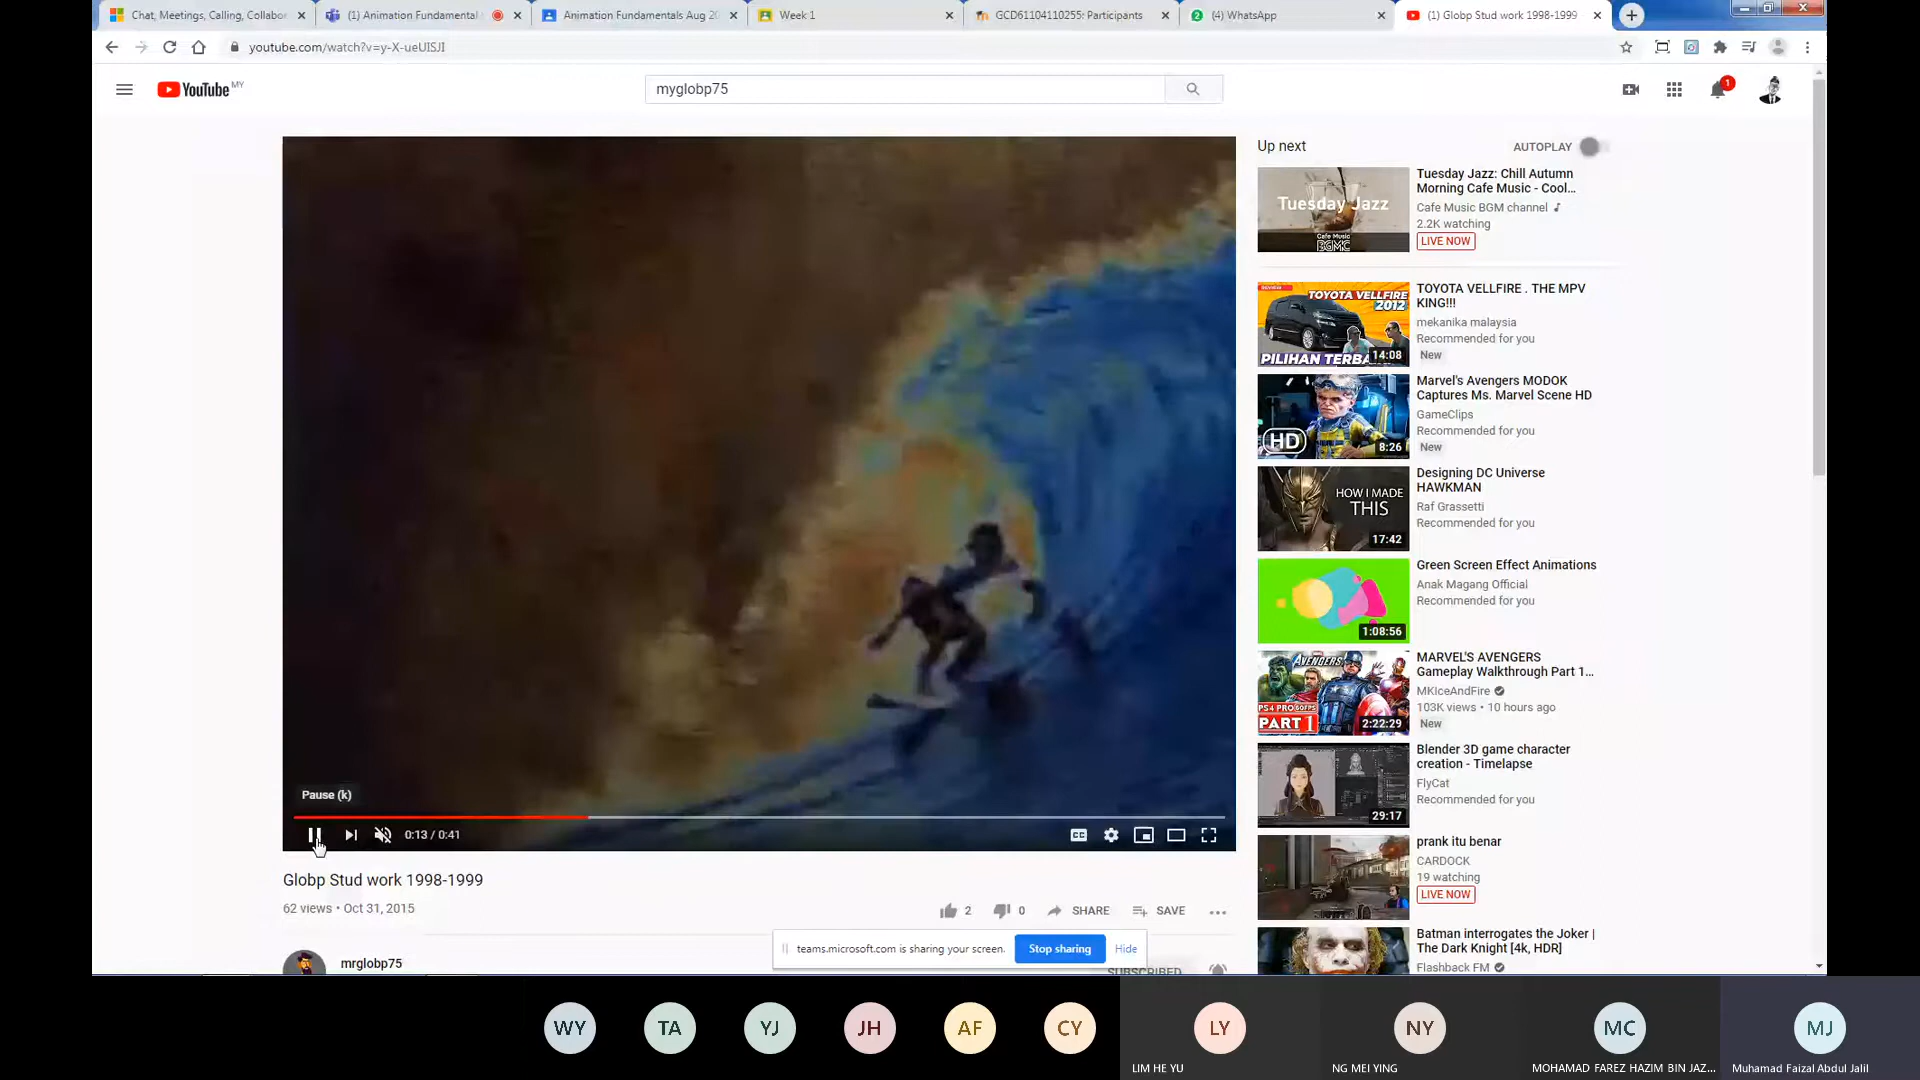 Chat, Meetings, Calling, Collabor
(1) Animation Fundamental
Animation Fundamentals Aug 20
Week 1
GCD61104110255: Participants
(4) WhatsApp
(1) Globp Stud work 1998-1999
youtube.com/watch?v=y-X-ueUISJI
YouTube MY
myglobp75
1
Up next
AUTOPLAY
Tuesday Jazz
Cafe Music
BGMC
Tuesday Jazz: Chill Autumn
Morning Cafe Music - Cool...
Cafe Music BGM channel
2.2K watching
LIVE NOW
TOYOTA VELLFIRE
2012
PILIHAN TERBA
14:08
TOYOTA VELLFIRE . THE MPV
KING!!!
mekanika malaysia
Recommended for you
New
HD
8:26
Marvel's Avengers MODOK
Captures Ms. Marvel Scene HD
GameClips
Recommended for you
New
HOW I MADE
THIS
17:42
Designing DC Universe
HAWKMAN
Raf Grassetti
Recommended for you
1:08:56
Green Screen Effect Animations
Anak Magang Official
Recommended for you
AVENGERS
PS4 PRO 60FPS
PART 1
2:22:29
MARVEL'S AVENGERS
Gameplay Walkthrough Part 1...
MKIceAndFire
103K views • 10 hours ago
New
29:17
Blender 3D game character
creation - Timelapse
FlyCat
Recommended for you
prank itu benar
CARDOCK
19 watching
LIVE NOW
Batman interrogates the Joker |
The Dark Knight [4k, HDR]
Flashback FM
Pause (k)
0:13 / 0:41
CC
Globp Stud work 1998-1999
62 views • Oct 31, 2015
2
0
SHARE
SAVE
mrglobp75
SUBSCRIBED
teams.microsoft.com is sharing your screen.
Stop sharing
Hide
WY
TA
YJ
JH
AF
CY
LY
NY
MC
MJ
LIM HE YU
NG MEI YING
MOHAMAD FAREZ HAZIM BIN JAZ...
Muhamad Faizal Abdul Jalil